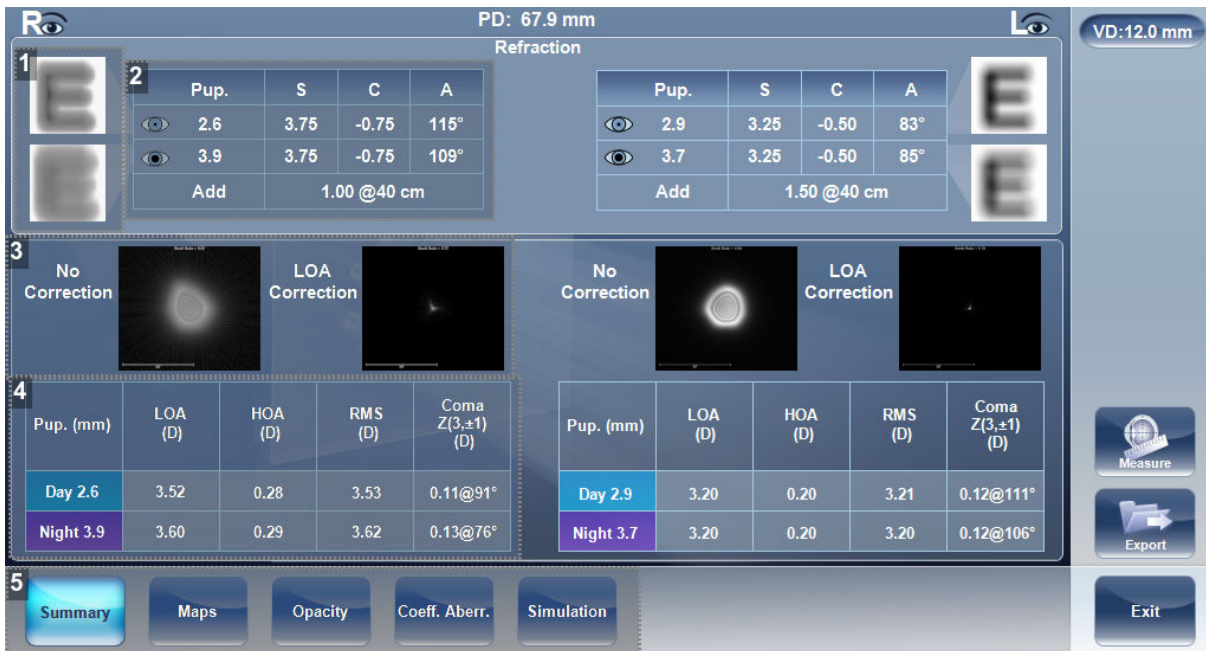 R
PD: 67.9 mm
L
VD:12.0 mm
Refraction
1
E
2
Pup. S C A
2.6 3.75 -0.75 115°
3.9 3.75 -0.75 109°
Add 1.00 @40 cm
E
Pup. S C A
2.9 3.25 -0.50 83°
3.7 3.25 -0.50 85°
Add 1.50 @40 cm
E
E
3
No
Correction
LOA
Correction
No
Correction
LOA
Correction
4
Pup. (mm) LOA (D) HOA (D) RMS (D) Coma Z(3,±1) (D)
Day 2.6 3.52 0.28 3.53 0.11@91°
Night 3.9 3.60 0.29 3.62 0.13@76°
Pup. (mm) LOA (D) HOA (D) RMS (D) Coma Z(3,±1) (D)
Day 2.9 3.20 0.20 3.21 0.12@111°
Night 3.7 3.20 0.20 3.20 0.12@106°
Measure
Export
5
Summary Maps Opacity Coeff. Aberr. Simulation
Exit